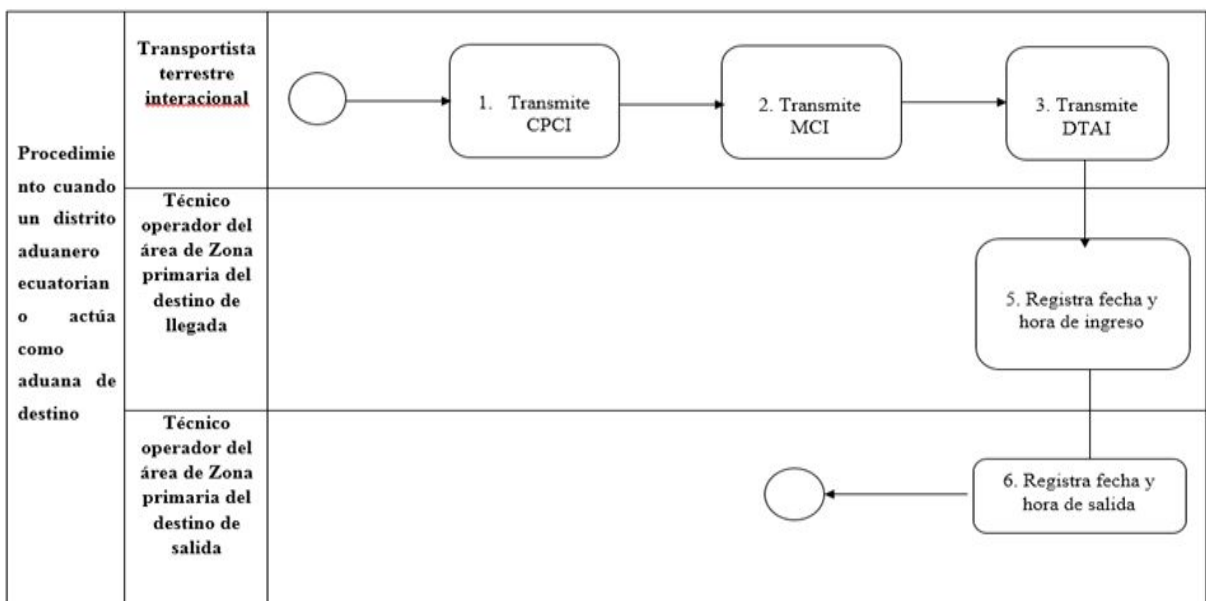 Procedimie
nto cuando
un distrito
aduanero
ecuatorian
o actúa
como
aduana de
destino
Transportista
terrestre
interacional
1. Transmite
CPCI
2. Transmite
MCI
3. Transmite
DTAI
Técnico
operador del
área de Zona
primaria del
destino de
llegada
5. Registra fecha y
hora de ingreso
Técnico
operador del
área de Zona
primaria del
destino de
salida
6. Registra fecha y
hora de salida